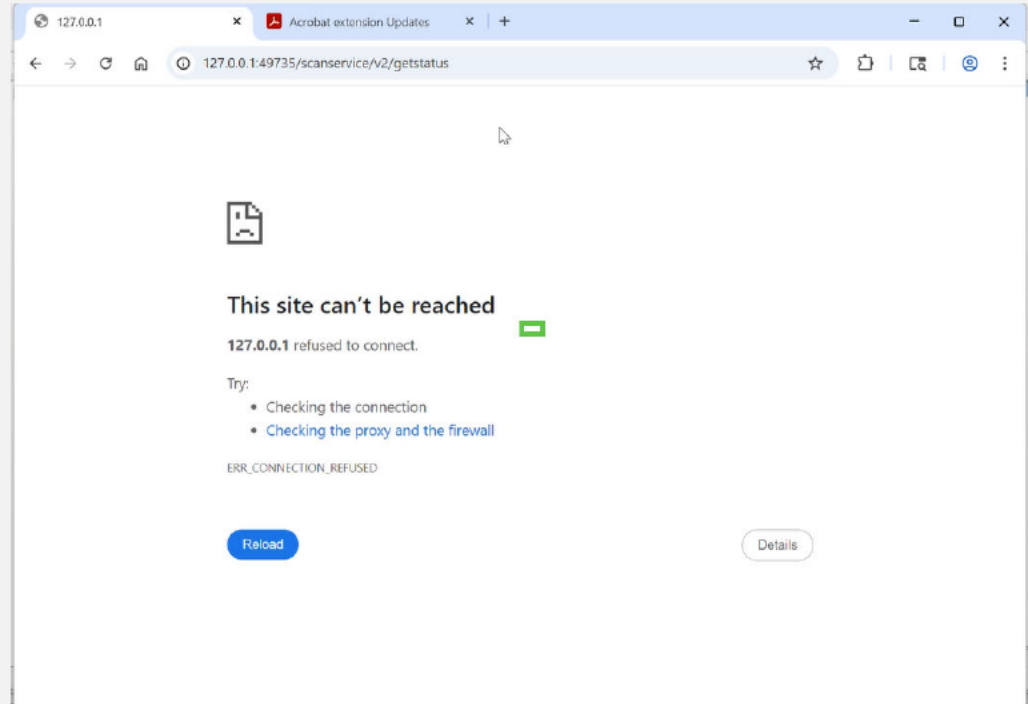 127.0.0.1
Acrobat extension Updates
127.0.0.1:49735/scanservice/v2/getstatus
This site can't be reached
127.0.0.1 refused to connect.
Try:
• Checking the connection
• Checking the proxy and the firewall
ERR_CONNECTION_REFUSED
Reload
Details